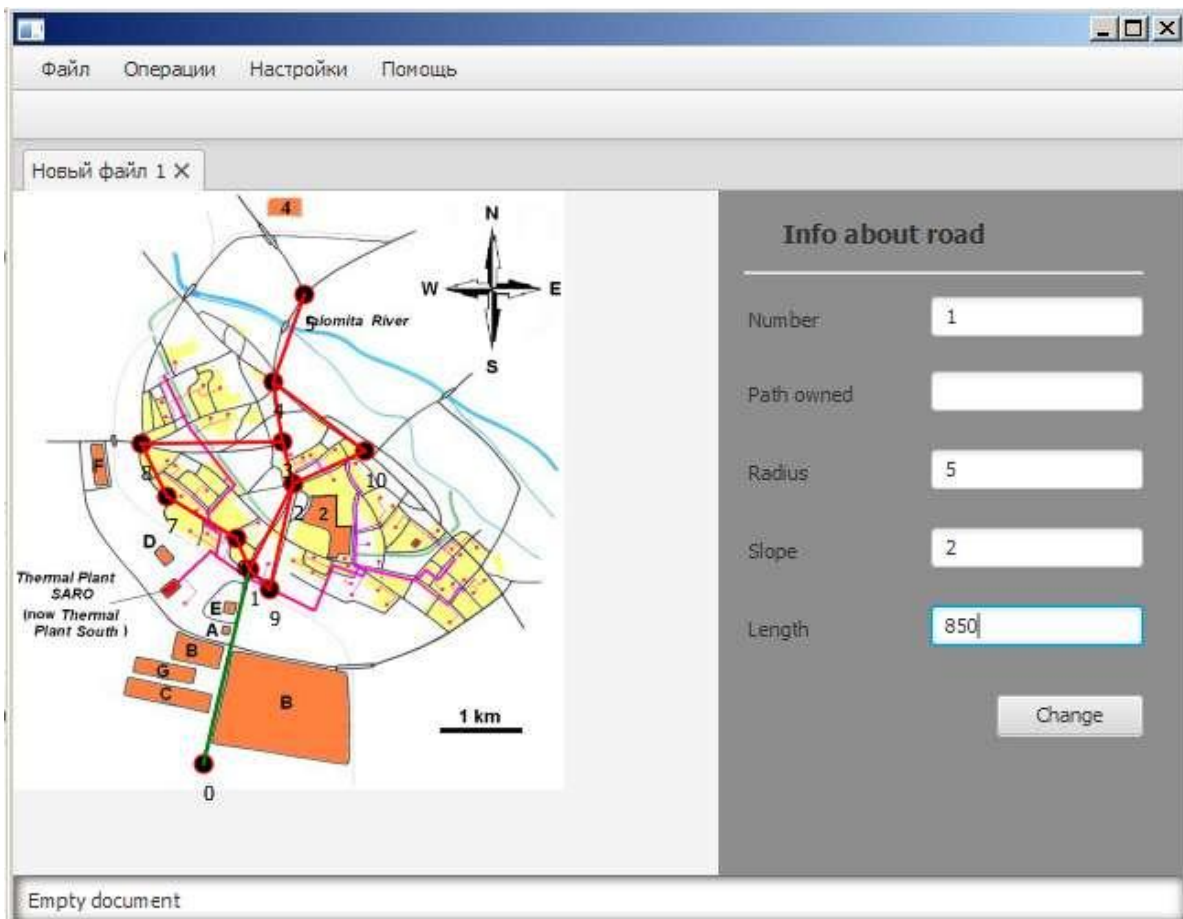 Файл Операции Настройки Помощь
Новый файл 1
4
N
W E
S
5
alomita River
4
3
8
10
F
7
2
2
D
Thermal Plant
SARO
(now Thermal
Plant South )
1
9
E
A
B
G
C
B
1 km
0
Info about road
Number 1
Path owned
Radius 5
Slope 2
Length 850
Change
Empty document